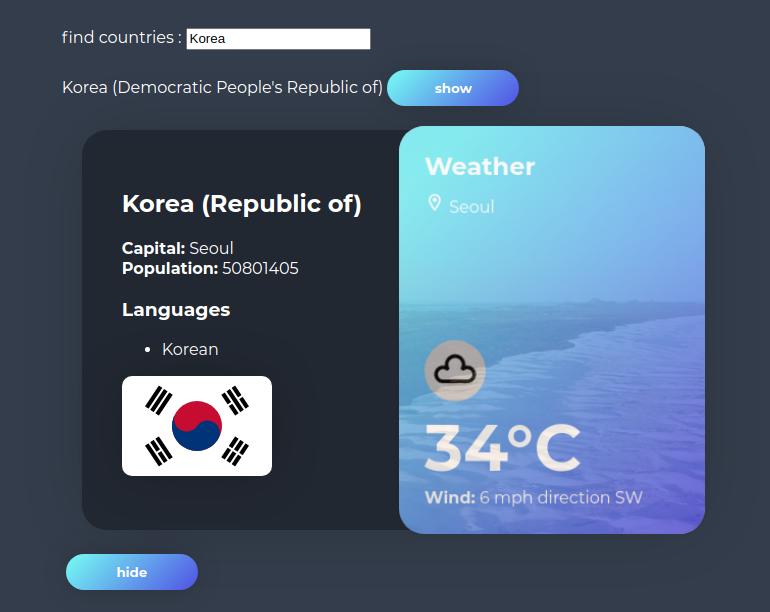 find countries : Korea
Korea (Democratic People's Republic of) show
Korea (Republic of)
Capital: Seoul
Population: 50801405
Languages
• Korean
Weather
Seoul
34°C
Wind: 6 mph direction SW
hide